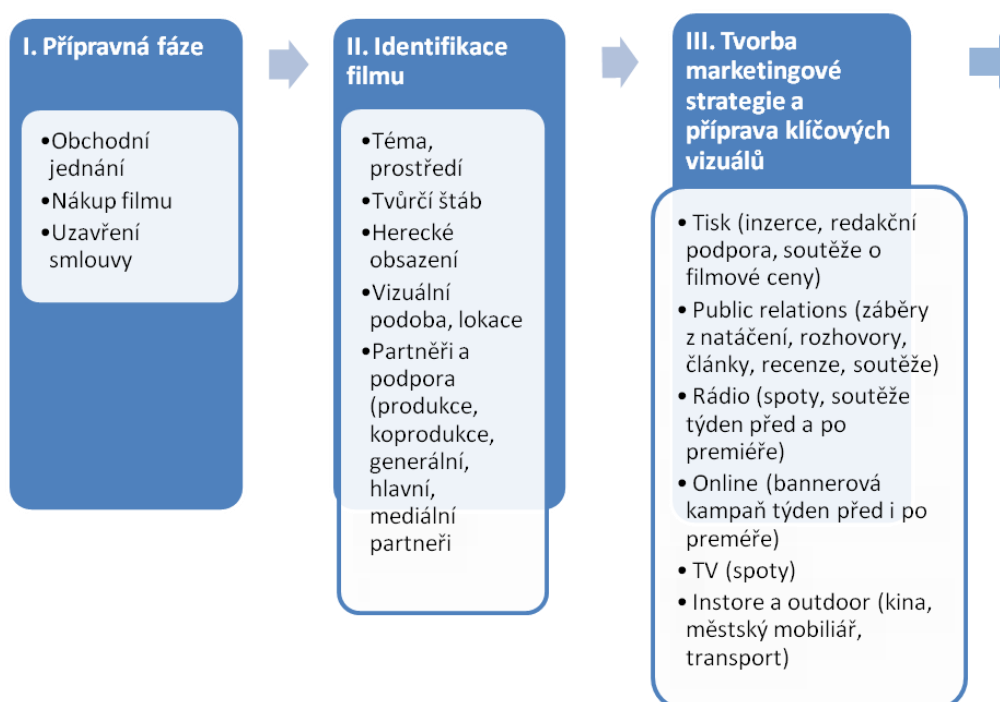 I. Přípravná fáze
•Obchodní
jednání
•Nákup filmu
•Uzavření
smlouvy
II. Identifikace
filmu
•Téma,
prostředí
•Tvůrčí štáb
•Herecké
obsazení
•Vizuální
podoba, lokace
•Partněři a
podpora
(produkce,
koprodukce,
generální,
hlavní,
mediální
partneři
III. Tvorba
marketingové
strategie a
příprava klíčových
vizuálů
• Tisk (inzerce, redakční
podpora, soutěže o
filmové ceny)
• Public relations (záběry
z natáčení, rozhovory,
články, recenze, soutěže)
• Rádio (spoty, soutěže
týden před a po
premiéře)
• Online (bannerová
kampaň týden před i po
preméře)
• TV (spoty)
• Instore a outdoor (kina,
městský mobiliář,
transport)